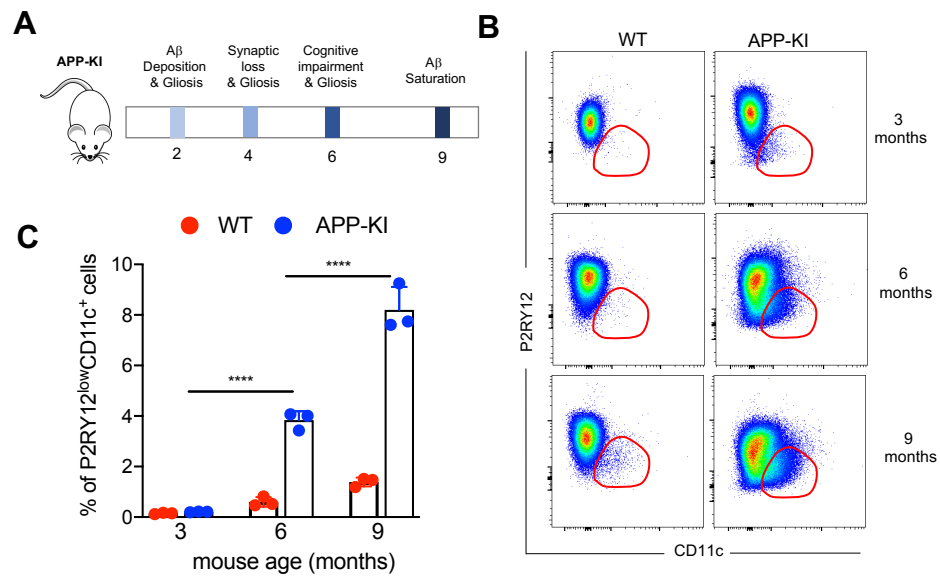 A
APP-KI
Aβ
Deposition
& Gliosis
Synaptic
loss
& Gliosis
Cognitive
impairment
& Gliosis
Aβ
Saturation
2
4
6
9
B
WT
APP-KI
3
months
6
months
9
months
P2RY12
CD11c
C
WT
APP-KI
% of P2RY12lowCD11c+ cells
10
8
6
4
2
0
****
****
3
6
9
mouse age (months)